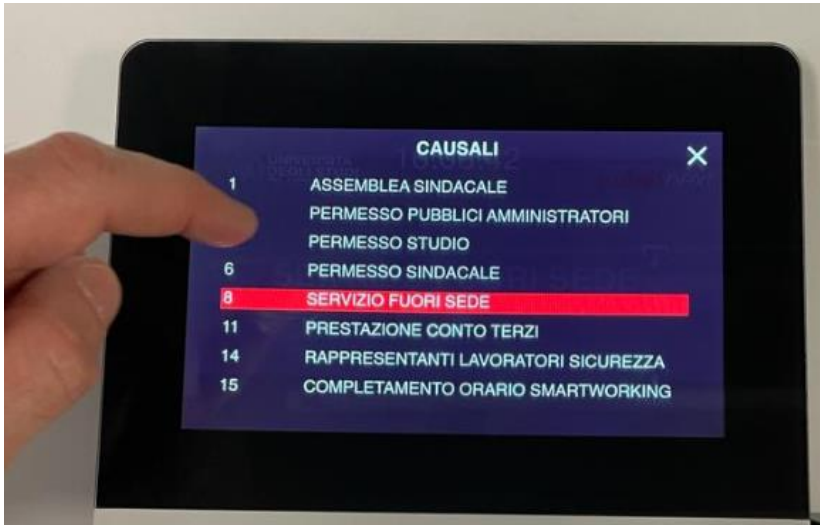 CAUSALI
1 ASSEMBLEA SINDACALE
PERMESSO PUBBLICI AMMINISTRATORI
PERMESSO STUDIO
6 PERMESSO SINDACALE
8 SERVIZIO FUORI SEDE
11 PRESTAZIONE CONTO TERZI
14 RAPPRESENTANTI LAVORATORI SICUREZZA
15 COMPLETAMENTO ORARIO SMARTWORKING